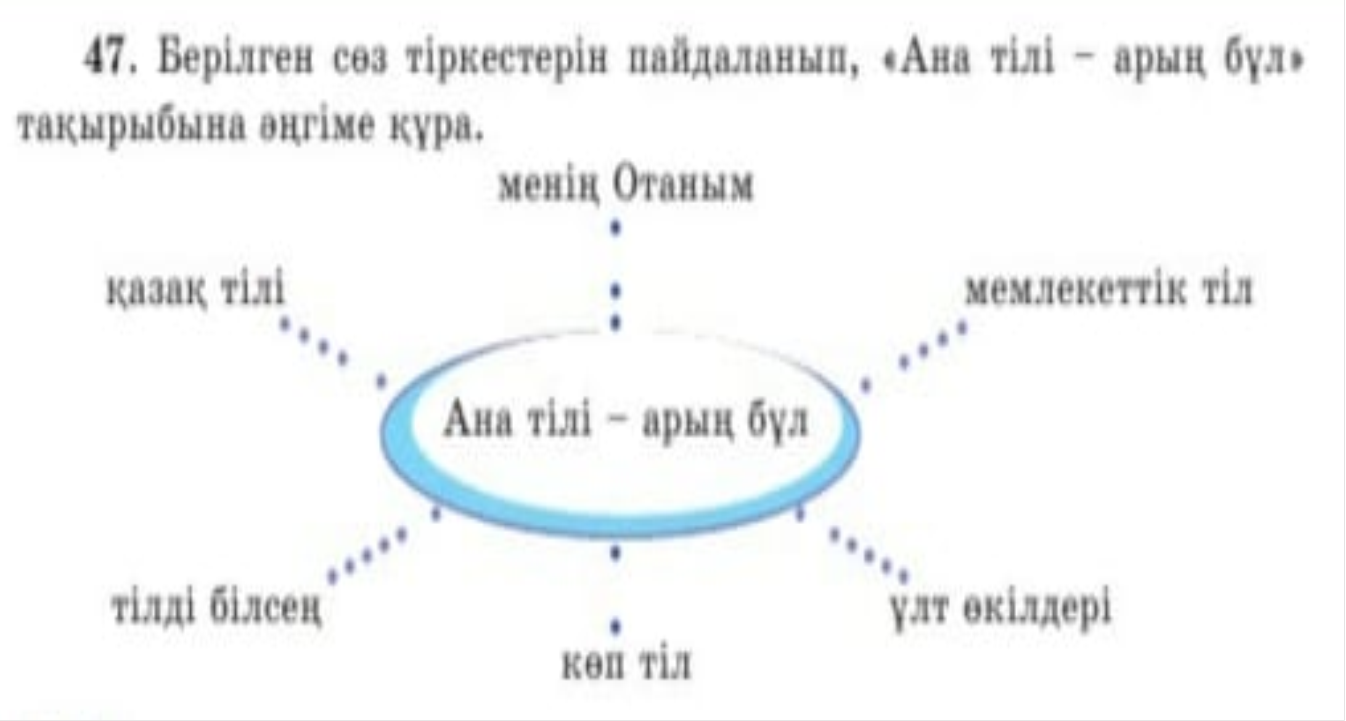 47. Берілген сөз тіркестерін пайдаланып, «Ана тілі – арың бұл»
тақырыбына әңгіме құра.
менің Отаным
қазақ тілі
мемлекеттік тіл
Ана тілі – арың бұл
тілді білсең
ұлт өкілдері
көп тіл